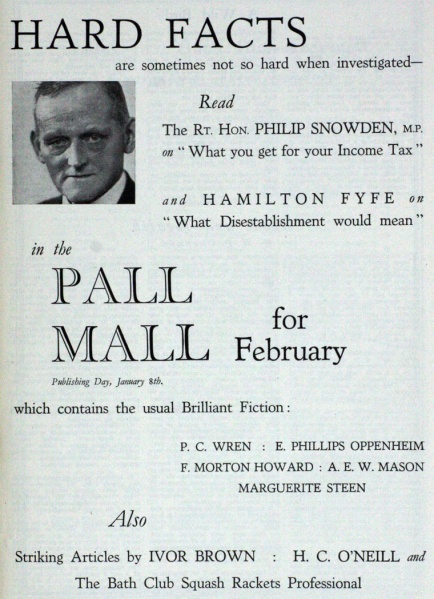 HARD FACTS
are sometimes not so hard when investigated—
Read
The RT. HON. PHILIP SNOWDEN, M.P.
on "What you get for your Income Tax"
and HAMILTON FYFE on
"What Disestablishment would mean"
in the
PALL
MALL
for
February
Publishing Day, January 8th.
which contains the usual Brilliant Fiction:
P. C. WREN : E. PHILLIPS OPPENHEIM
F. MORTON HOWARD : A. E. W. MASON
MARGUERITE STEEN
Also
Striking Articles by IVOR BROWN : H. C. O'NEILL and
The Bath Club Squash Rackets Professional